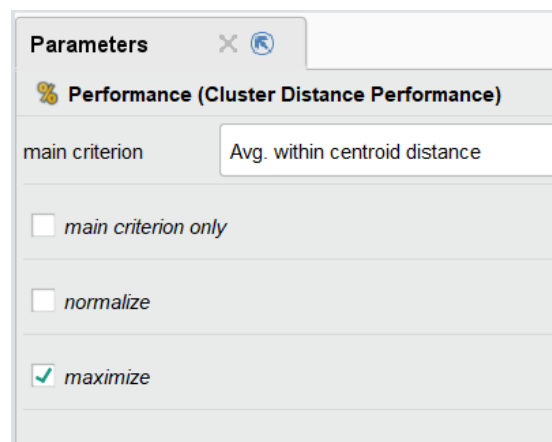 Parameters
Performance (Cluster Distance Performance)
main criterion
Avg. within centroid distance
main criterion only
normalize
maximize